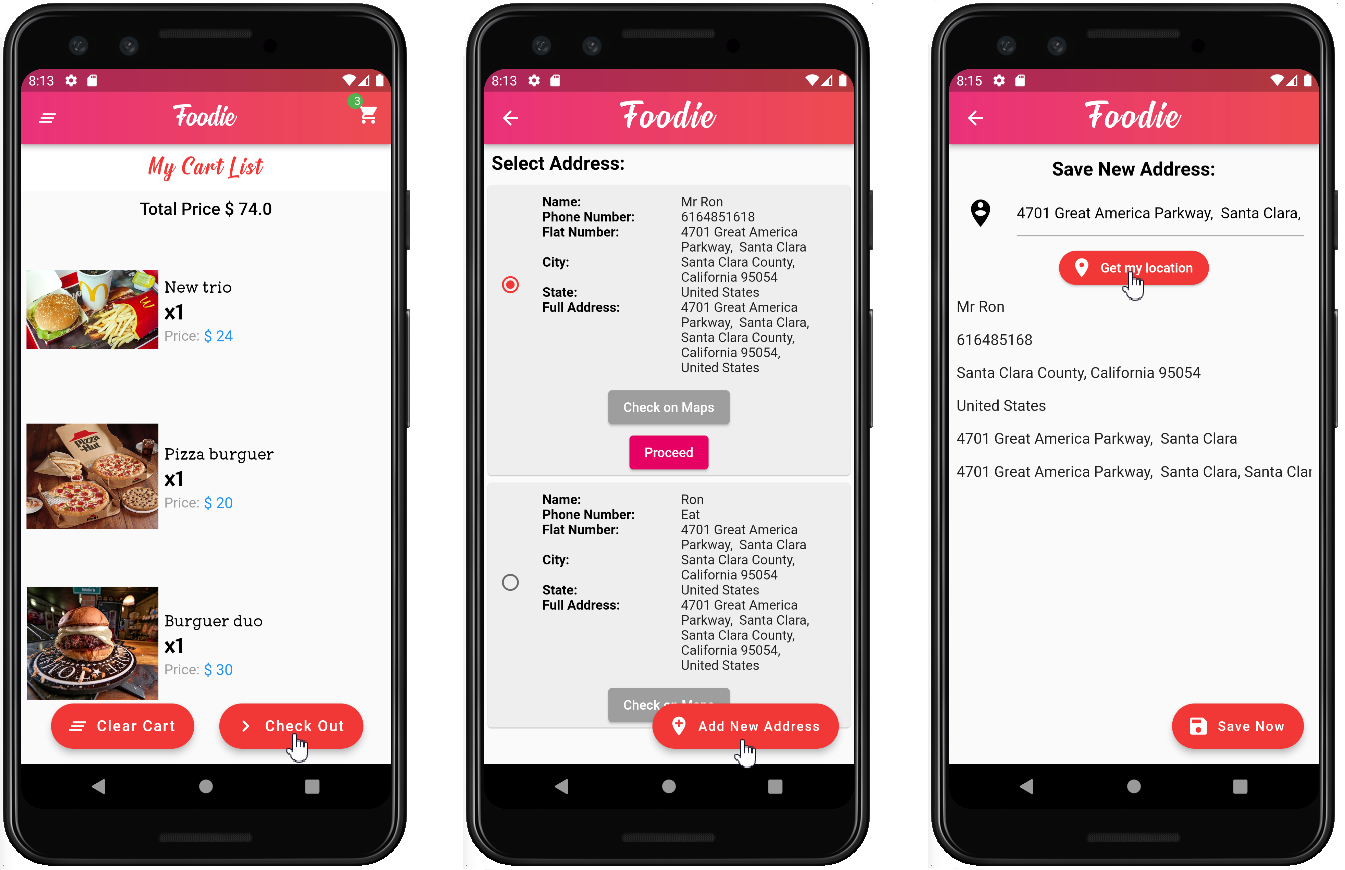 8:13
3
Foodie
My Cart List
Total Price $ 74.0
New trio
x1
Price: $ 24
Pizza Hut
Pizza burguer
x1
Price: $ 20
Burguer duo
x1
Price: $ 30
Clear Cart
Check Out
8:13
Foodie
Select Address:
Name: Mr Ron
Phone Number: 6164851618
Flat Number: 4701 Great America
Parkway,  Santa Clara
City: Santa Clara County,
California 95054
State: United States
Full Address: 4701 Great America
Parkway,  Santa Clara,
Santa Clara County,
California 95054,
United States
Check on Maps
Proceed
Name: Ron
Phone Number: Eat
Flat Number: 4701 Great America
Parkway,  Santa Clara
City: Santa Clara County,
California 95054
State: United States
Full Address: 4701 Great America
Parkway,  Santa Clara,
Santa Clara County,
California 95054,
United States
Check on Maps
Add New Address
8:15
Foodie
Save New Address:
4701 Great America Parkway,  Santa Clara,
Get my location
Mr Ron
616485168
Santa Clara County, California 95054
United States
4701 Great America Parkway,  Santa Clara
4701 Great America Parkway,  Santa Clara, Santa Clar
Save Now